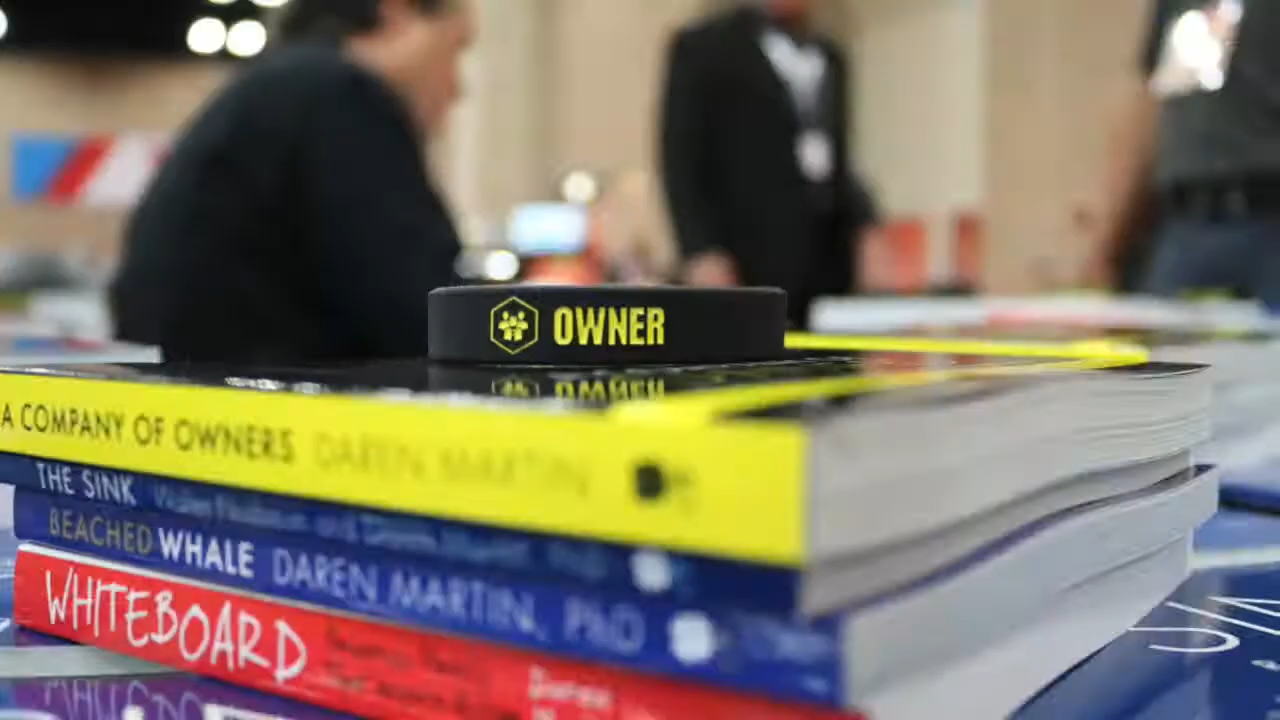 OWNER
A COMPANY OF OWNERS DAREN MARTIN
THE SINK
BEACHED WHALE DAREN MARTIN, PhD
WHITEBOARD